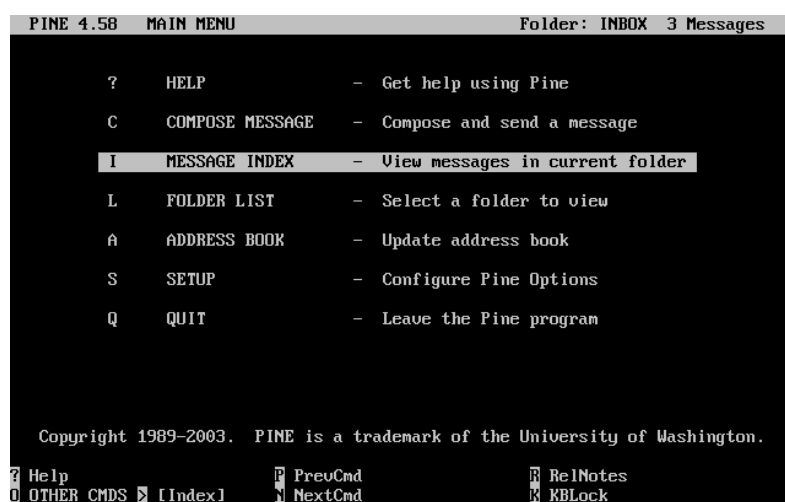 PINE 4.58 MAIN MENU Folder: INBOX 3 Messages
? HELP - Get help using Pine
C COMPOSE MESSAGE - Compose and send a message
I MESSAGE INDEX - View messages in current folder
L FOLDER LIST - Select a folder to view
A ADDRESS BOOK - Update address book
S SETUP - Configure Pine Options
Q QUIT - Leave the Pine program
Copyright 1989-2003. PINE is a trademark of the University of Washington.
? Help P PrevCmd R RelNotes
O OTHER CMDS > [Index] N NextCmd K KBLock